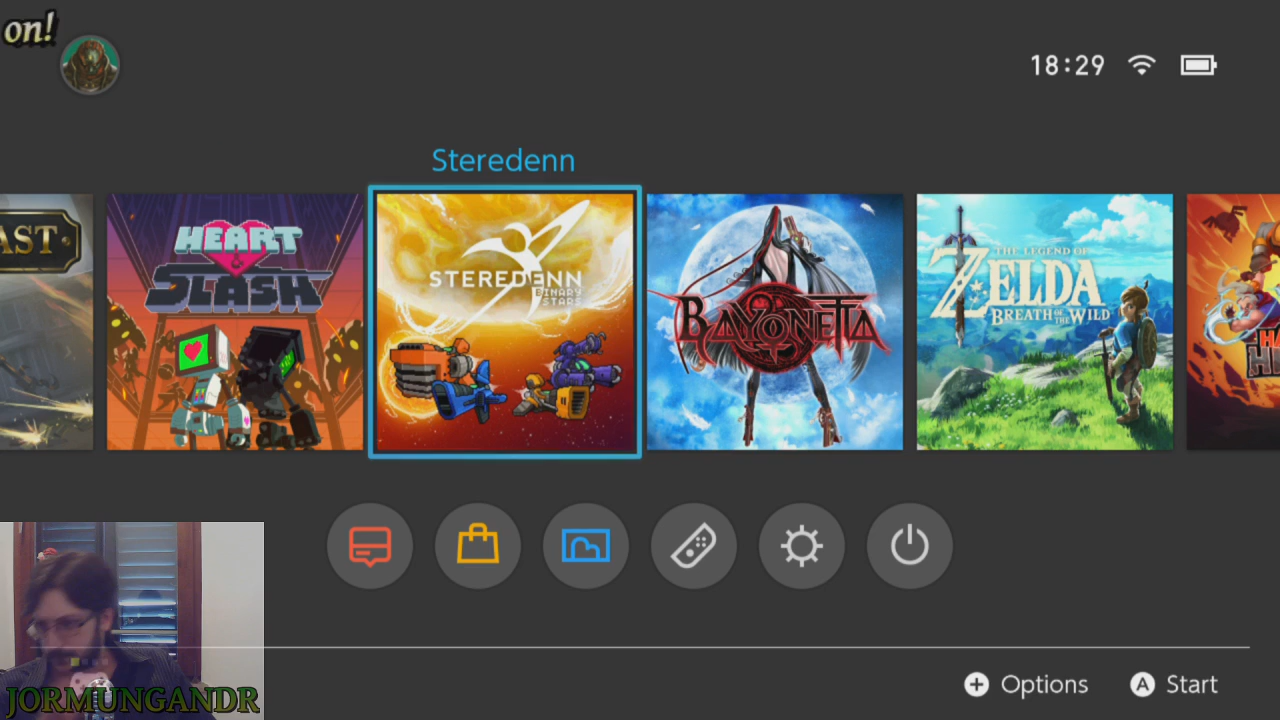 on!
18:29
Steredenn
AST
HEART
&
SLASH
STEREDENN
BINARY
STARS
BAYONETTA
THE LEGEND OF
ZELDA
BREATH OF THE WILD
Options
Start
JORMUNGANDR